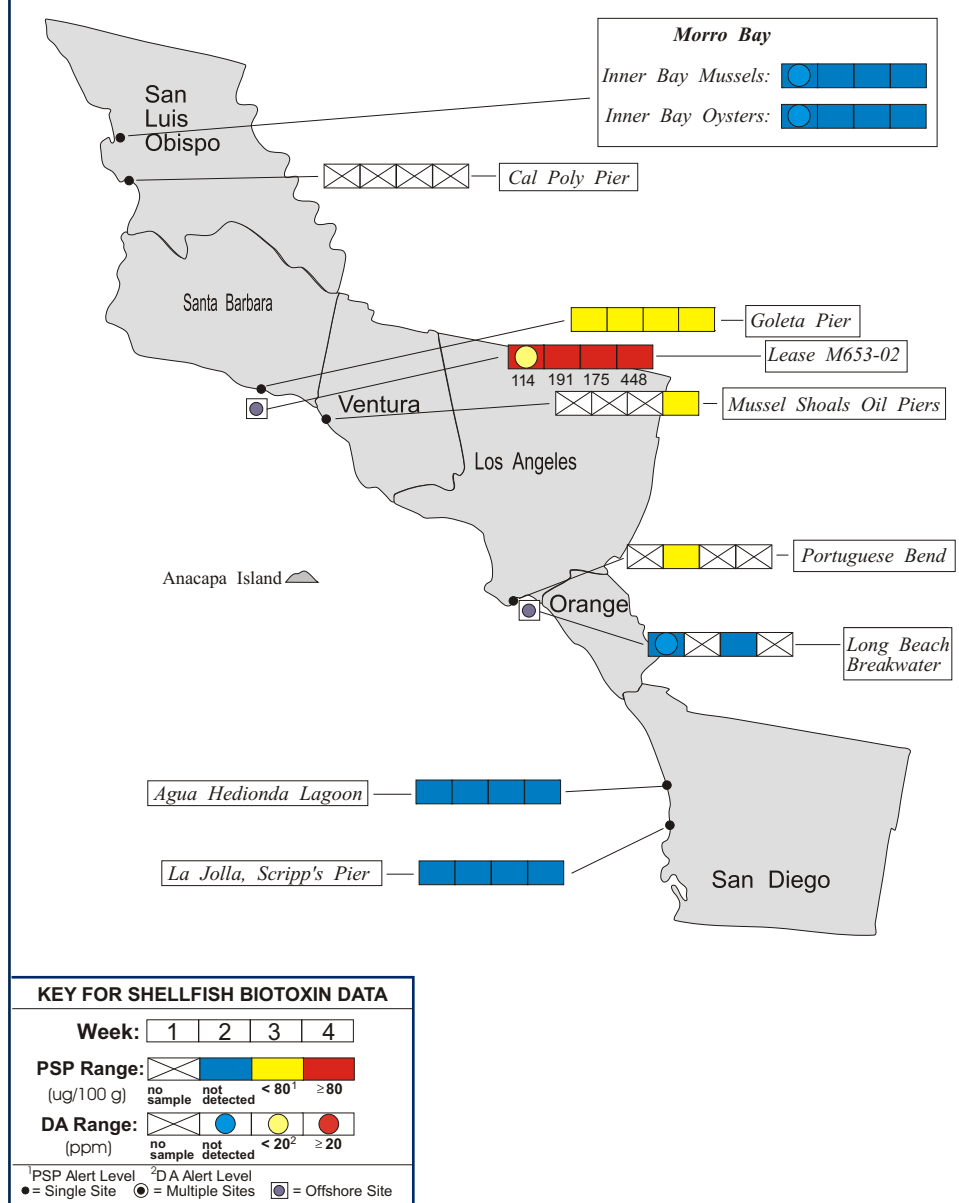 Morro Bay
Inner Bay Mussels:
Inner Bay Oysters:
San
Luis
Obispo
Cal Poly Pier
Santa Barbara
Goleta Pier
Lease M653-02
114 191 175 448
Ventura
Mussel Shoals Oil Piers
Los Angeles
Portuguese Bend
Anacapa Island
Orange
Long Beach
Breakwater
Agua Hedionda Lagoon
La Jolla, Scripp's Pier
San Diego
KEY FOR SHELLFISH BIOTOXIN DATA
Week: 1 2 3 4
PSP Range:
(ug/100 g)
no sample not detected < 80¹ ≥ 80
DA Range:
(ppm)
no sample not detected < 20² ≥ 20
¹PSP Alert Level ²D A Alert Level
= Single Site = Multiple Sites = Offshore Site